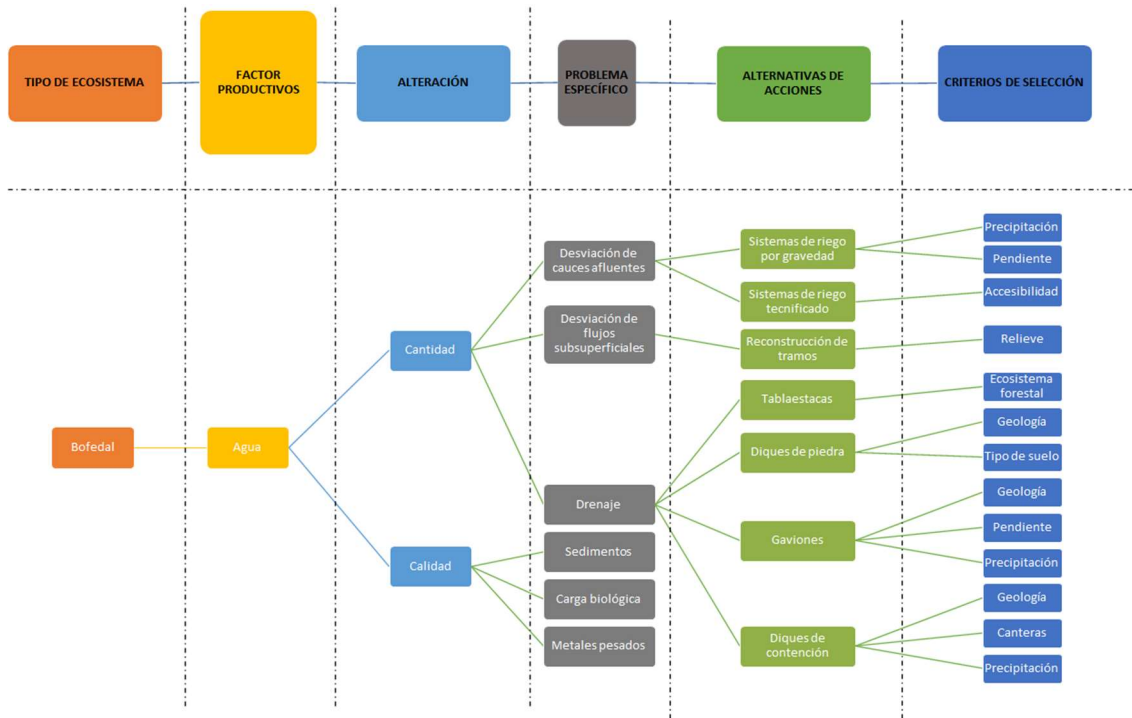 TIPO DE ECOSISTEMA
FACTOR
PRODUCTIVOS
ALTERACIÓN
PROBLEMA
ESPECÍFICO
ALTERNATIVAS DE
ACCIONES
CRITERIOS DE SELECCIÓN
Bofedal
Agua
Cantidad
Calidad
Desviación de
cauces afluentes
Desviación de
flujos
subsuperficiales
Drenaje
Sedimentos
Carga biológica
Metales pesados
Sistemas de riego
por gravedad
Sistemas de riego
tecnificado
Reconstrucción de
tramos
Tablaestacas
Diques de piedra
Gaviones
Diques de
contención
Precipitación
Pendiente
Accesibilidad
Relieve
Ecosistema
forestal
Geología
Tipo de suelo
Geología
Pendiente
Precipitación
Geología
Canteras
Precipitación